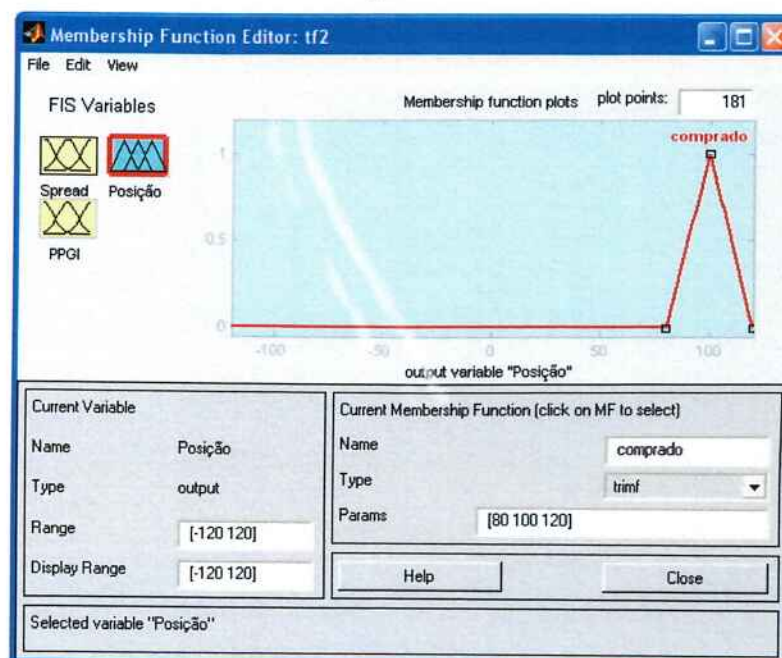 Membership Function Editor: tf2
File Edit View
FIS Variables
Membership function plots plot points: 181
Spread Posição
PPGI
comprado
1
0.5
0
-100 -50 0 50 100
output variable "Posição"
Current Variable
Name Posição
Type output
Range [-120 120]
Display Range [-120 120]
Current Membership Function (click on MF to select)
Name comprado
Type trimf
Params [80 100 120]
Help Close
Selected variable "Posição"